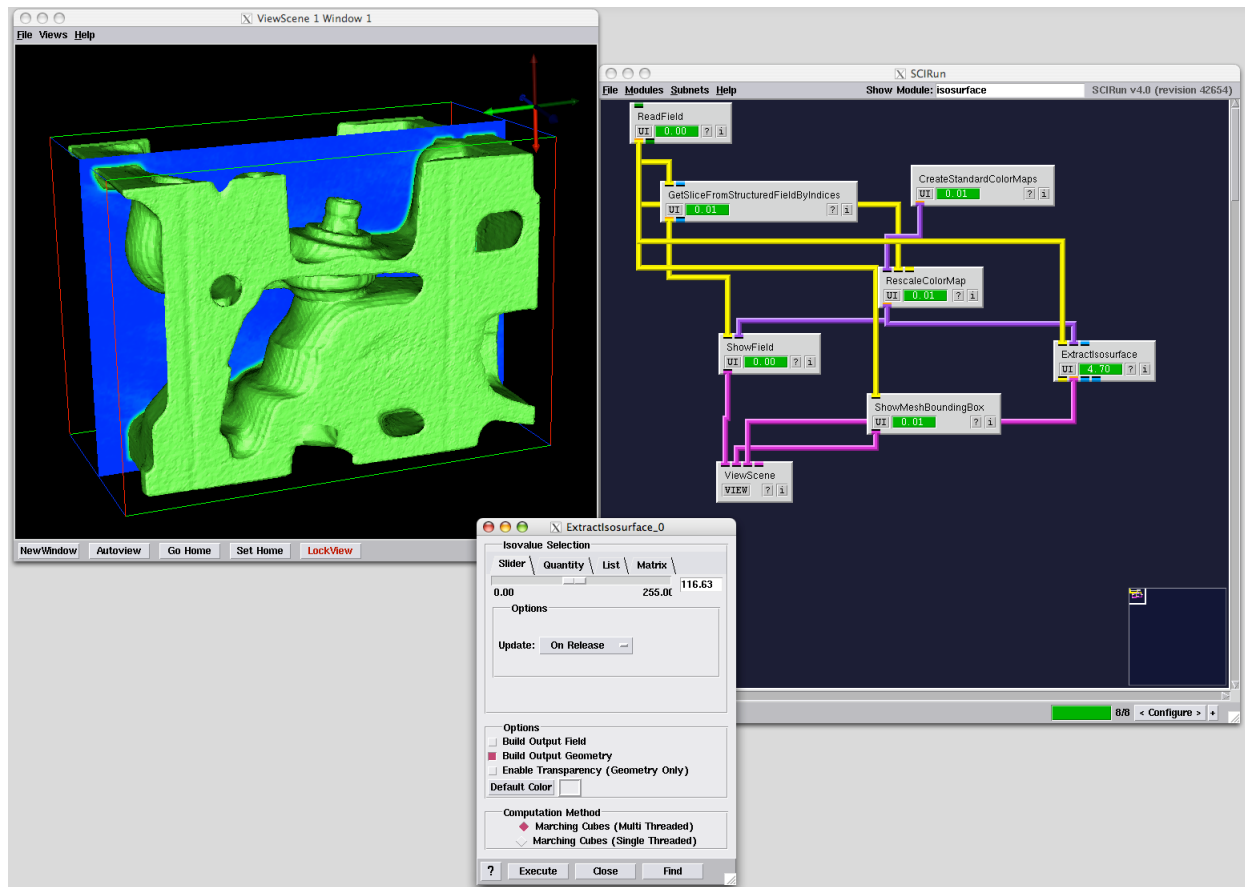 ViewScene 1 Window 1
File Views Help
NewWindow Autoview Go Home Set Home LockView
SCIRun
File Modules Subnets Help Show Module: isosurface SCIRun v4.0 (revision 42654)
ReadField
UI 0.00 ? i
GetSliceFromStructuredFieldByIndices
UI 0.01 ? i
CreateStandardColorMaps
UI 0.01 ? i
RescaleColorMap
UI 0.01 ? i
ShowField
UI 0.00 ? i
ExtractIsosurface
UI 4.70 ? i
ShowMeshBoundingBox
UI 0.01 ? i
ViewScene
VIEW ? i
8/8 < Configure > +
ExtractIsosurface_0
Isovalue Selection
Slider Quantity List Matrix
116.63
0.00 255.00
Options
Update: On Release
Options
Build Output Field
Build Output Geometry
Enable Transparency (Geometry Only)
Default Color
Computation Method
Marching Cubes (Multi Threaded)
Marching Cubes (Single Threaded)
? Execute Close Find